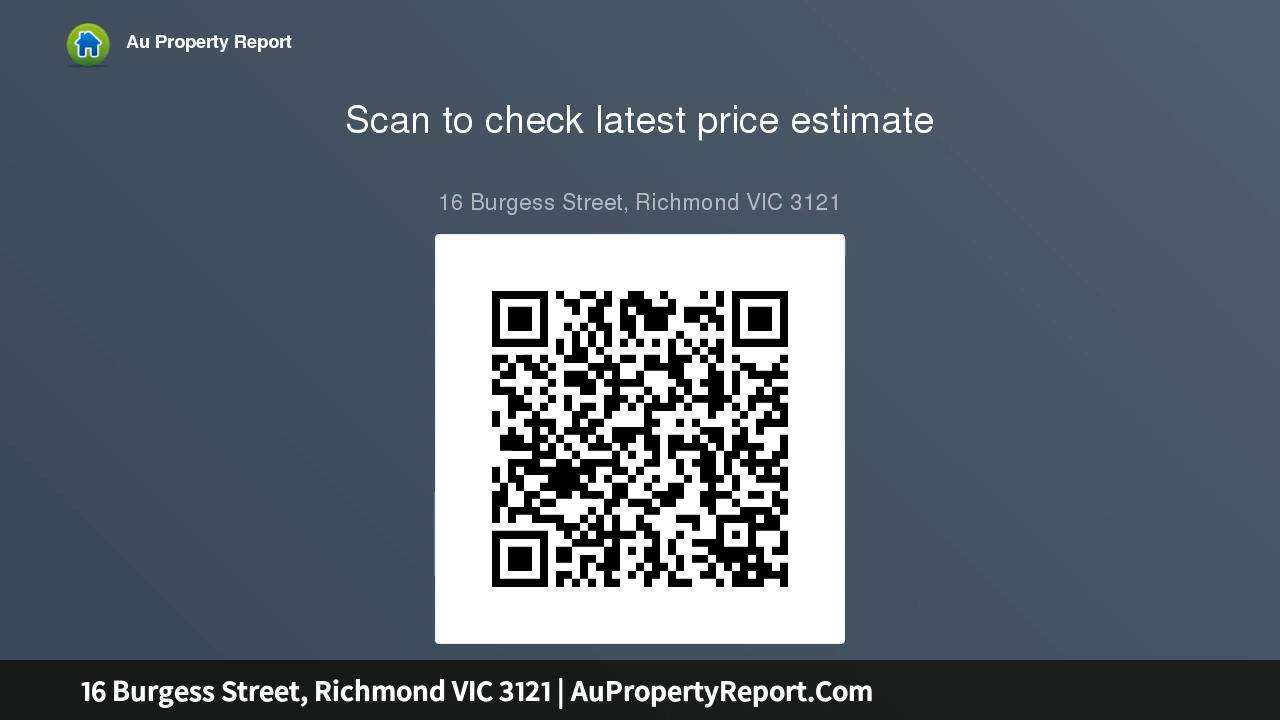 Au Property Report
Scan to check latest price estimate
16 Burgess Street, Richmond VIC 3121
16 Burgess Street, Richmond VIC 3121 | AuPropertyReport.Com